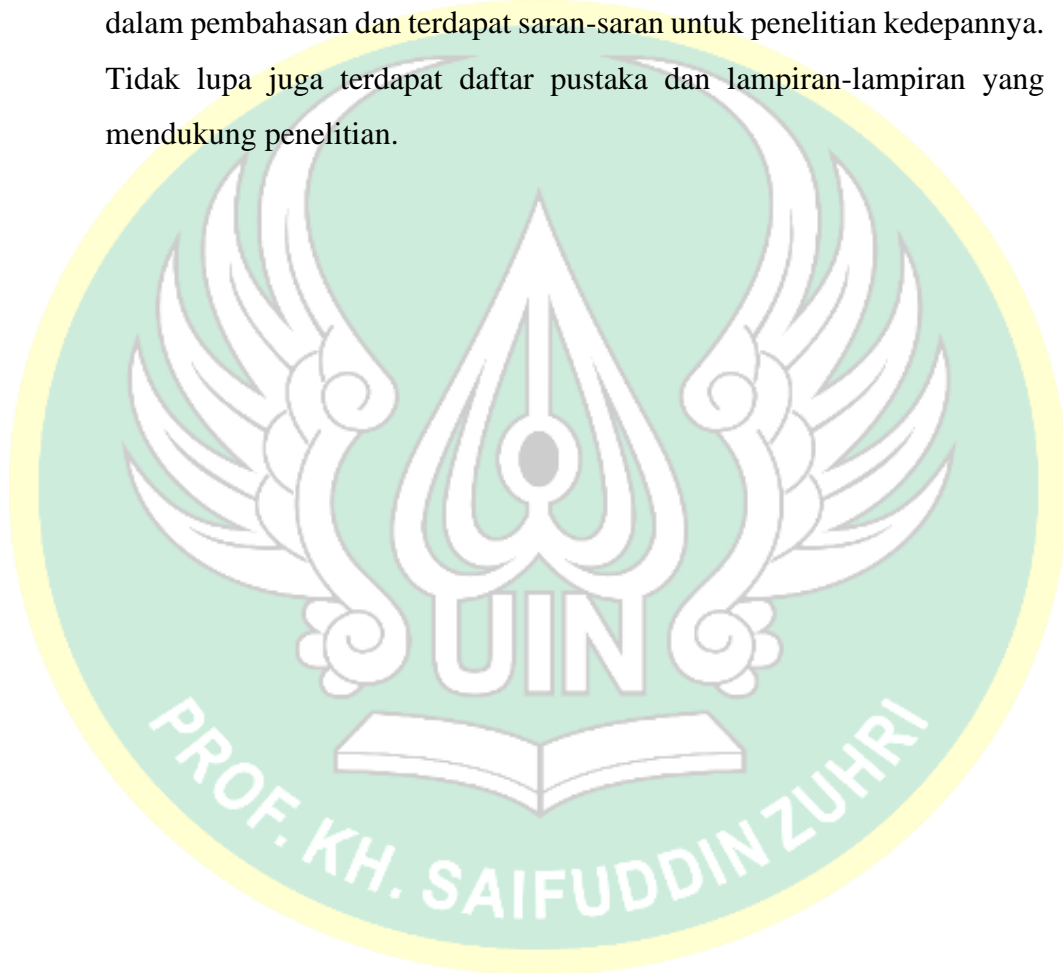 dalam pembahasan dan terdapat saran-saran untuk penelitian kedepannya.
Tidak lupa juga terdapat daftar pustaka dan lampiran-lampiran yang
mendukung penelitian.
UIN
PROF. KH. SAIFUDDIN ZUHRI